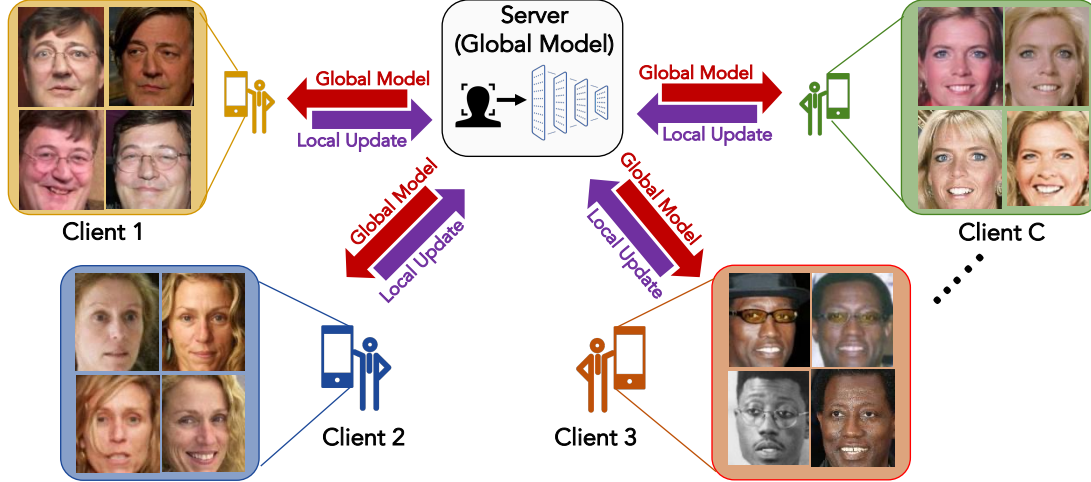 Server
(Global Model)
Global Model
Local Update
Global Model
Local Update
Client 1
Global Model
Local Update
Global Model
Local Update
Client C
Client 2
Client 3